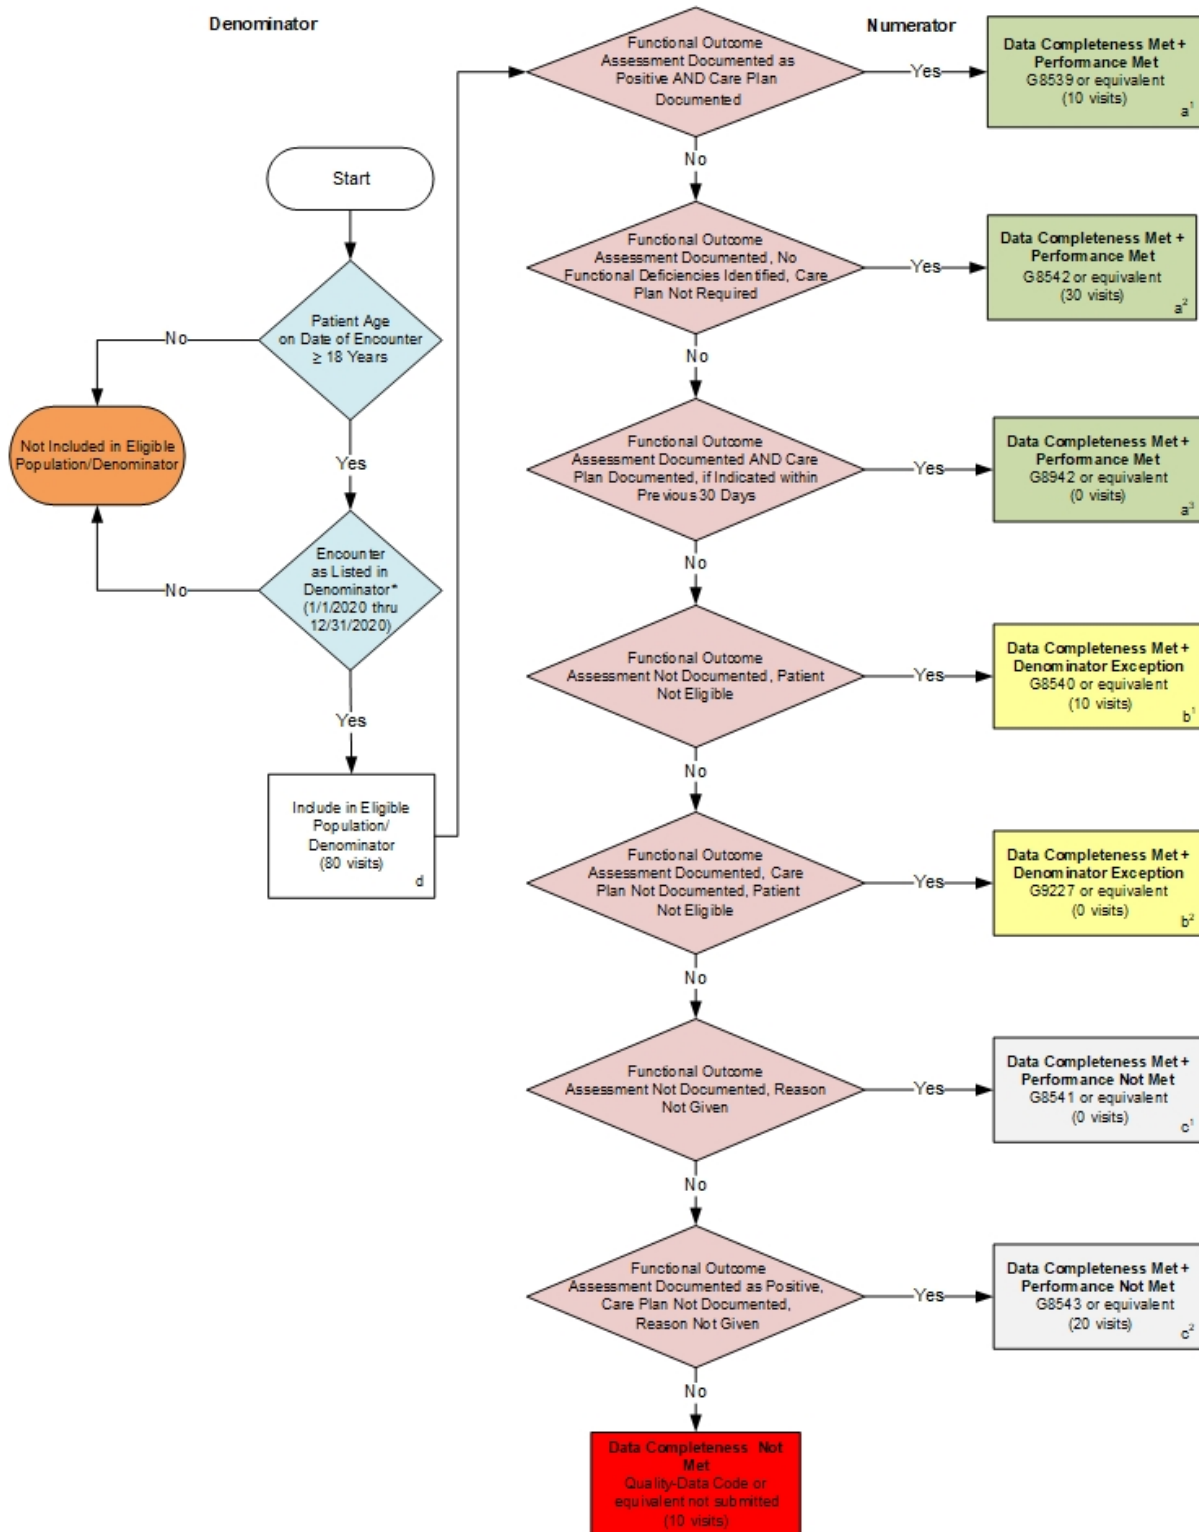 Denominator
Numerator
Start
Patient Age
on Date of Encounter
≥ 18 Years
No
Yes
Not Included in Eligible
Population/Denominator
Encounter
as Listed in
Denominator*
(1/1/2020 thru
12/31/2020)
No
Yes
Include in Eligible
Population/
Denominator
(80 visits)
d
Functional Outcome
Assessment Documented as
Positive AND Care Plan
Documented
Yes
Data Completeness Met +
Performance Met
G8539 or equivalent
(10 visits)
a¹
No
Functional Outcome
Assessment Documented, No
Functional Deficiencies Identified, Care
Plan Not Required
Yes
Data Completeness Met +
Performance Met
G8542 or equivalent
(30 visits)
a²
No
Functional Outcome
Assessment Documented AND Care
Plan Documented, if Indicated within
Previous 30 Days
Yes
Data Completeness Met +
Performance Met
G8942 or equivalent
(0 visits)
a³
No
Functional Outcome
Assessment Not Documented, Patient
Not Eligible
Yes
Data Completeness Met +
Denominator Exception
G8540 or equivalent
(10 visits)
b¹
No
Functional Outcome
Assessment Documented, Care
Plan Not Documented, Patient
Not Eligible
Yes
Data Completeness Met +
Denominator Exception
G9227 or equivalent
(0 visits)
b²
No
Functional Outcome
Assessment Not Documented, Reason
Not Given
Yes
Data Completeness Met +
Performance Not Met
G8541 or equivalent
(0 visits)
c¹
No
Functional Outcome
Assessment Documented as Positive,
Care Plan Not Documented,
Reason Not Given
Yes
Data Completeness Met +
Performance Not Met
G8543 or equivalent
(20 visits)
c²
No
Data Completeness Not
Met
Quality-Data Code or
equivalent not submitted
(10 visits)